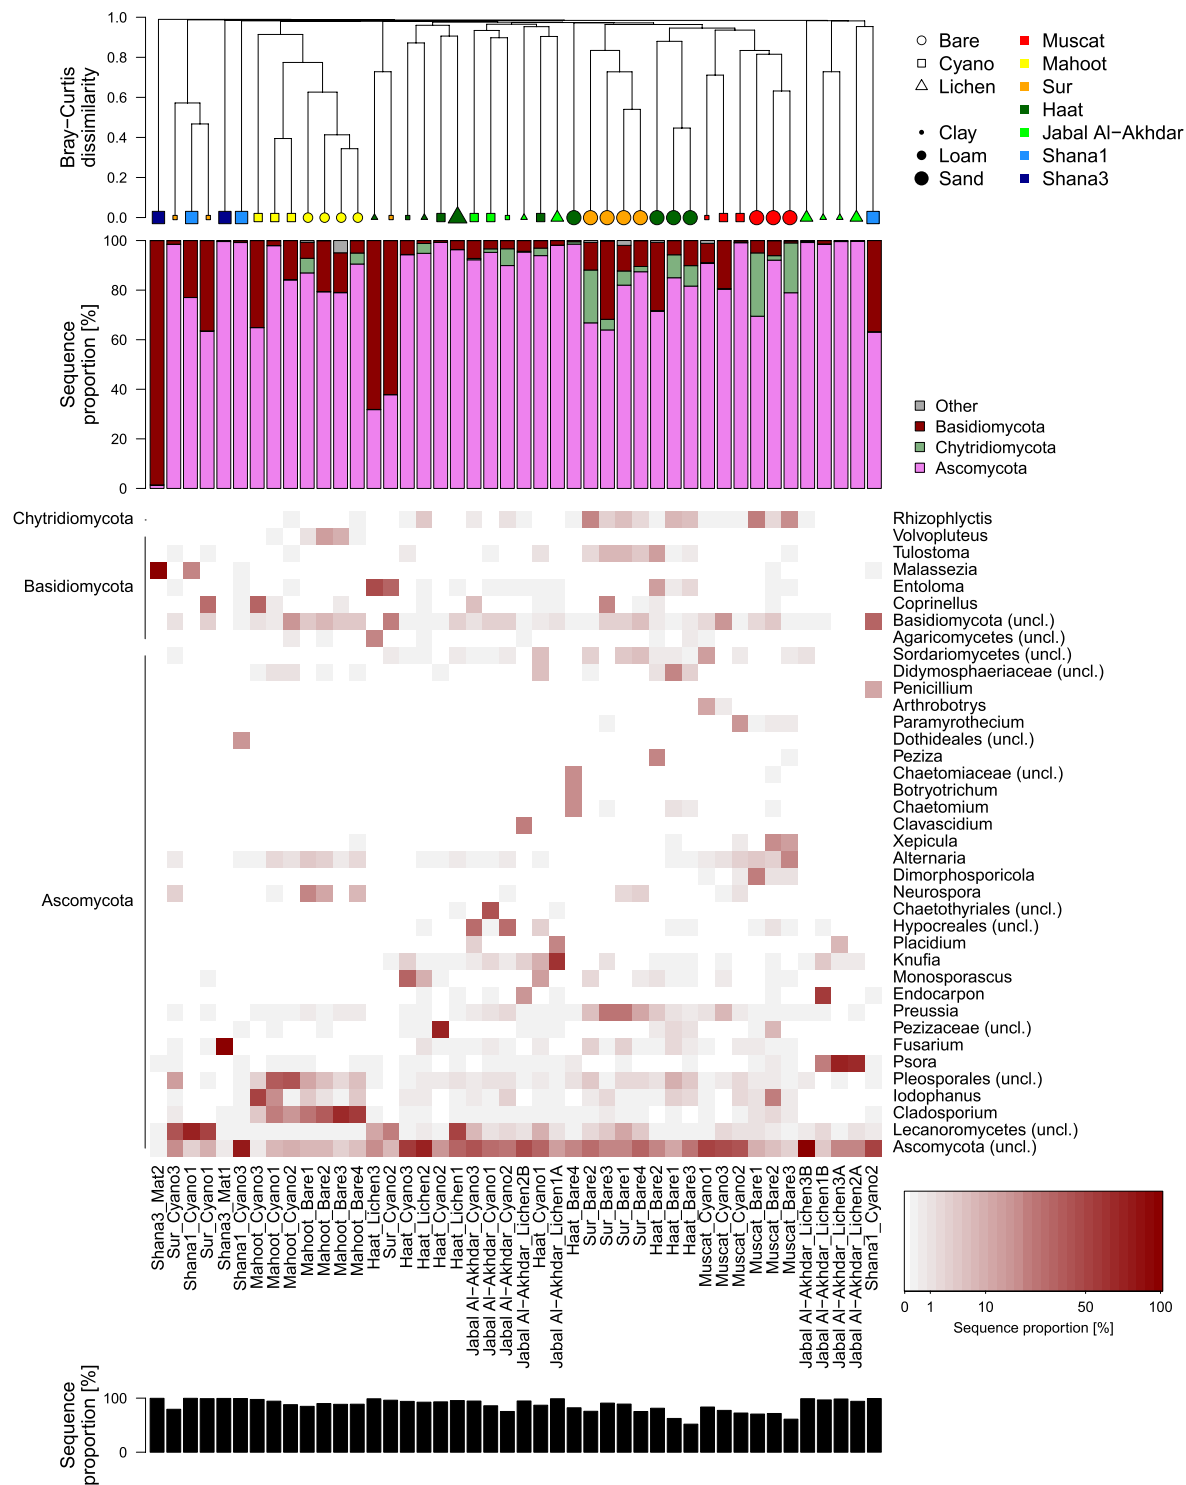 Bray−Curtis
dissimilarity
1.0
0.8
0.6
0.4
0.2
0.0
Bare
Cyano
Lichen
Clay
Loam
Sand
Muscat
Mahoot
Sur
Haat
Jabal Al−Akhdar
Shana1
Shana3
Sequence
proportion [%]
100
80
60
40
20
0
Other
Basidiomycota
Chytridiomycota
Ascomycota
Chytridiomycota
Basidiomycota
Ascomycota
Rhizophlyctis
Volvopluteus
Tulostoma
Malassezia
Entoloma
Coprinellus
Basidiomycota (uncl.)
Agaricomycetes (uncl.)
Sordariomycetes (uncl.)
Didymosphaeriaceae (uncl.)
Penicillium
Arthrobotrys
Paramyrothecium
Dothideales (uncl.)
Peziza
Chaetomiaceae (uncl.)
Botryotrichum
Chaetomium
Clavascidium
Xepicula
Alternaria
Dimorphosporicola
Neurospora
Chaetothyriales (uncl.)
Hypocreales (uncl.)
Placidium
Knufia
Monosporascus
Endocarpon
Preussia
Pezizaceae (uncl.)
Fusarium
Psora
Pleosporales (uncl.)
Iodophanus
Cladosporium
Lecanoromycetes (uncl.)
Ascomycota (uncl.)
Shana3_Mat2
Sur_Cyano3
Shana1_Cyano1
Sur_Cyano1
Shana3_Mat1
Shana1_Cyano3
Mahoot_Cyano3
Mahoot_Cyano1
Mahoot_Cyano2
Mahoot_Bare1
Mahoot_Bare2
Mahoot_Bare3
Mahoot_Bare4
Haat_Lichen3
Sur_Cyano2
Haat_Cyano3
Haat_Lichen2
Haat_Cyano2
Haat_Lichen1
Jabal Al−Akhdar_Cyano3
Jabal Al−Akhdar_Cyano1
Jabal Al−Akhdar_Cyano2
Jabal Al−Akhdar_Lichen2B
Haat_Cyano1
Jabal Al−Akhdar_Lichen1A
Haat_Bare4
Sur_Bare2
Sur_Bare3
Sur_Bare1
Sur_Bare4
Haat_Bare2
Haat_Bare1
Haat_Bare3
Muscat_Cyano1
Muscat_Cyano3
Muscat_Cyano2
Muscat_Bare1
Muscat_Bare2
Muscat_Bare3
Jabal Al−Akhdar_Lichen3B
Jabal Al−Akhdar_Lichen1B
Jabal Al−Akhdar_Lichen3A
Jabal Al−Akhdar_Lichen2A
Shana1_Cyano2
0 1 10 50 100
Sequence proportion [%]
Sequence
proportion [%]
100
0